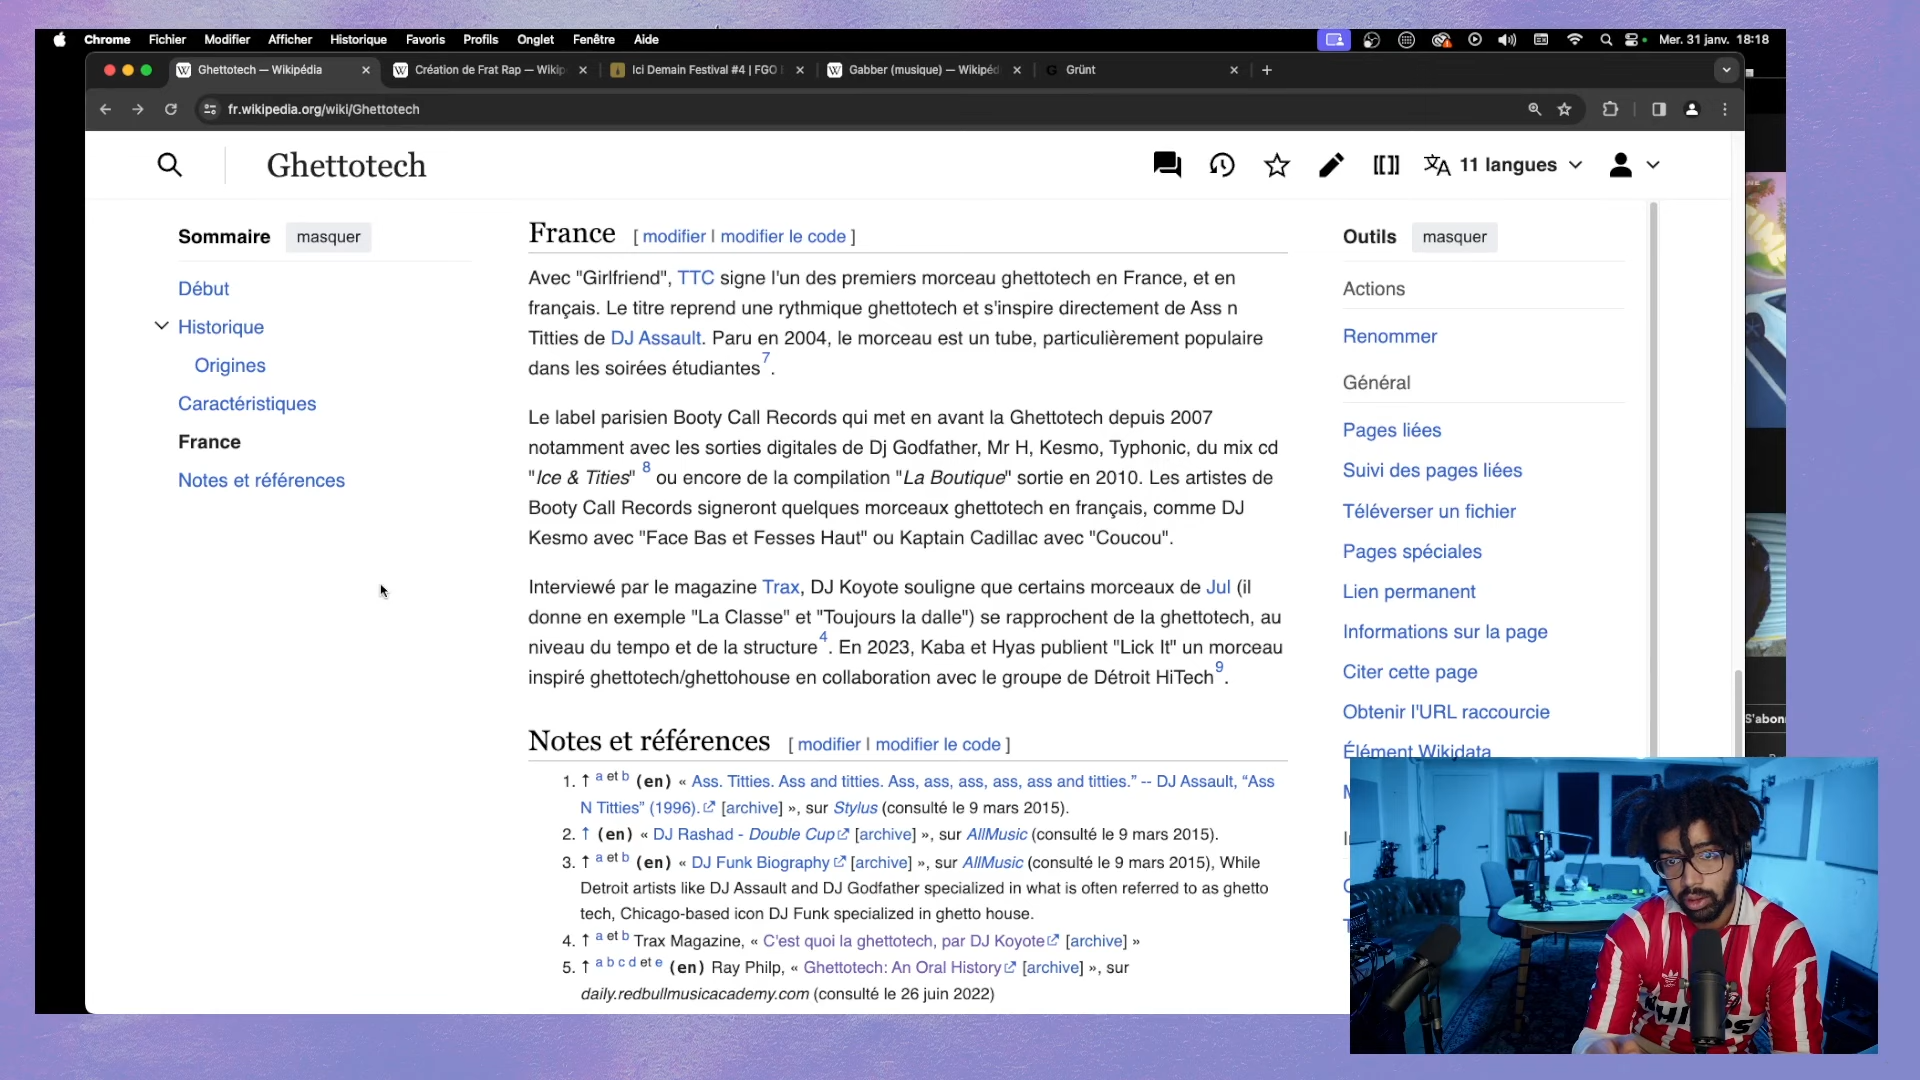 Chrome Fichier Modifier Afficher Historique Favoris Profils Onglet Fenêtre Aide Mer. 31 janv. 18:18
Ghettotech — Wikipédia Création de Frat Rap — Wikip Ici Demain Festival #4 | FGO Gabber (musique) — Wikipéd Grünt
fr.wikipedia.org/wiki/Ghettotech
Ghettotech 11 langues
Sommaire masquer
Début
Historique
Origines
Caractéristiques
France
Notes et références
France [ modifier | modifier le code ]
Avec "Girlfriend", TTC signe l'un des premiers morceau ghettotech en France, et en
français. Le titre reprend une rythmique ghettotech et s'inspire directement de Ass n
Titties de DJ Assault. Paru en 2004, le morceau est un tube, particulièrement populaire
dans les soirées étudiantes 7.
Le label parisien Booty Call Records qui met en avant la Ghettotech depuis 2007
notamment avec les sorties digitales de Dj Godfather, Mr H, Kesmo, Typhonic, du mix cd
"Ice & Tities" 8 ou encore de la compilation "La Boutique" sortie en 2010. Les artistes de
Booty Call Records signeront quelques morceaux ghettotech en français, comme DJ
Kesmo avec "Face Bas et Fesses Haut" ou Kaptain Cadillac avec "Coucou".
Interviewé par le magazine Trax, DJ Koyote souligne que certains morceaux de Jul (il
donne en exemple "La Classe" et "Toujours la dalle") se rapprochent de la ghettotech, au
niveau du tempo et de la structure 4. En 2023, Kaba et Hyas publient "Lick It" un morceau
inspiré ghettotech/ghettohouse en collaboration avec le groupe de Détroit HiTech 9.
Notes et références [ modifier | modifier le code ]
1. ↑ a et b (en) « Ass. Titties. Ass and titties. Ass, ass, ass, ass, ass and titties.” -- DJ Assault, “Ass
N Titties” (1996). [archive] », sur Stylus (consulté le 9 mars 2015).
2. ↑ (en) « DJ Rashad - Double Cup [archive] », sur AllMusic (consulté le 9 mars 2015).
3. ↑ a et b (en) « DJ Funk Biography [archive] », sur AllMusic (consulté le 9 mars 2015), While
Detroit artists like DJ Assault and DJ Godfather specialized in what is often referred to as ghetto
tech, Chicago-based icon DJ Funk specialized in ghetto house.
4. ↑ a et b Trax Magazine, « C'est quoi la ghettotech, par DJ Koyote [archive] »
5. ↑ a b c d et e (en) Ray Philp, « Ghettotech: An Oral History [archive] », sur
daily.redbullmusicacademy.com (consulté le 26 juin 2022)
Outils masquer
Actions
Renommer
Général
Pages liées
Suivi des pages liées
Téléverser un fichier
Pages spéciales
Lien permanent
Informations sur la page
Citer cette page
Obtenir l'URL raccourcie
Élément Wikidata
S'abon